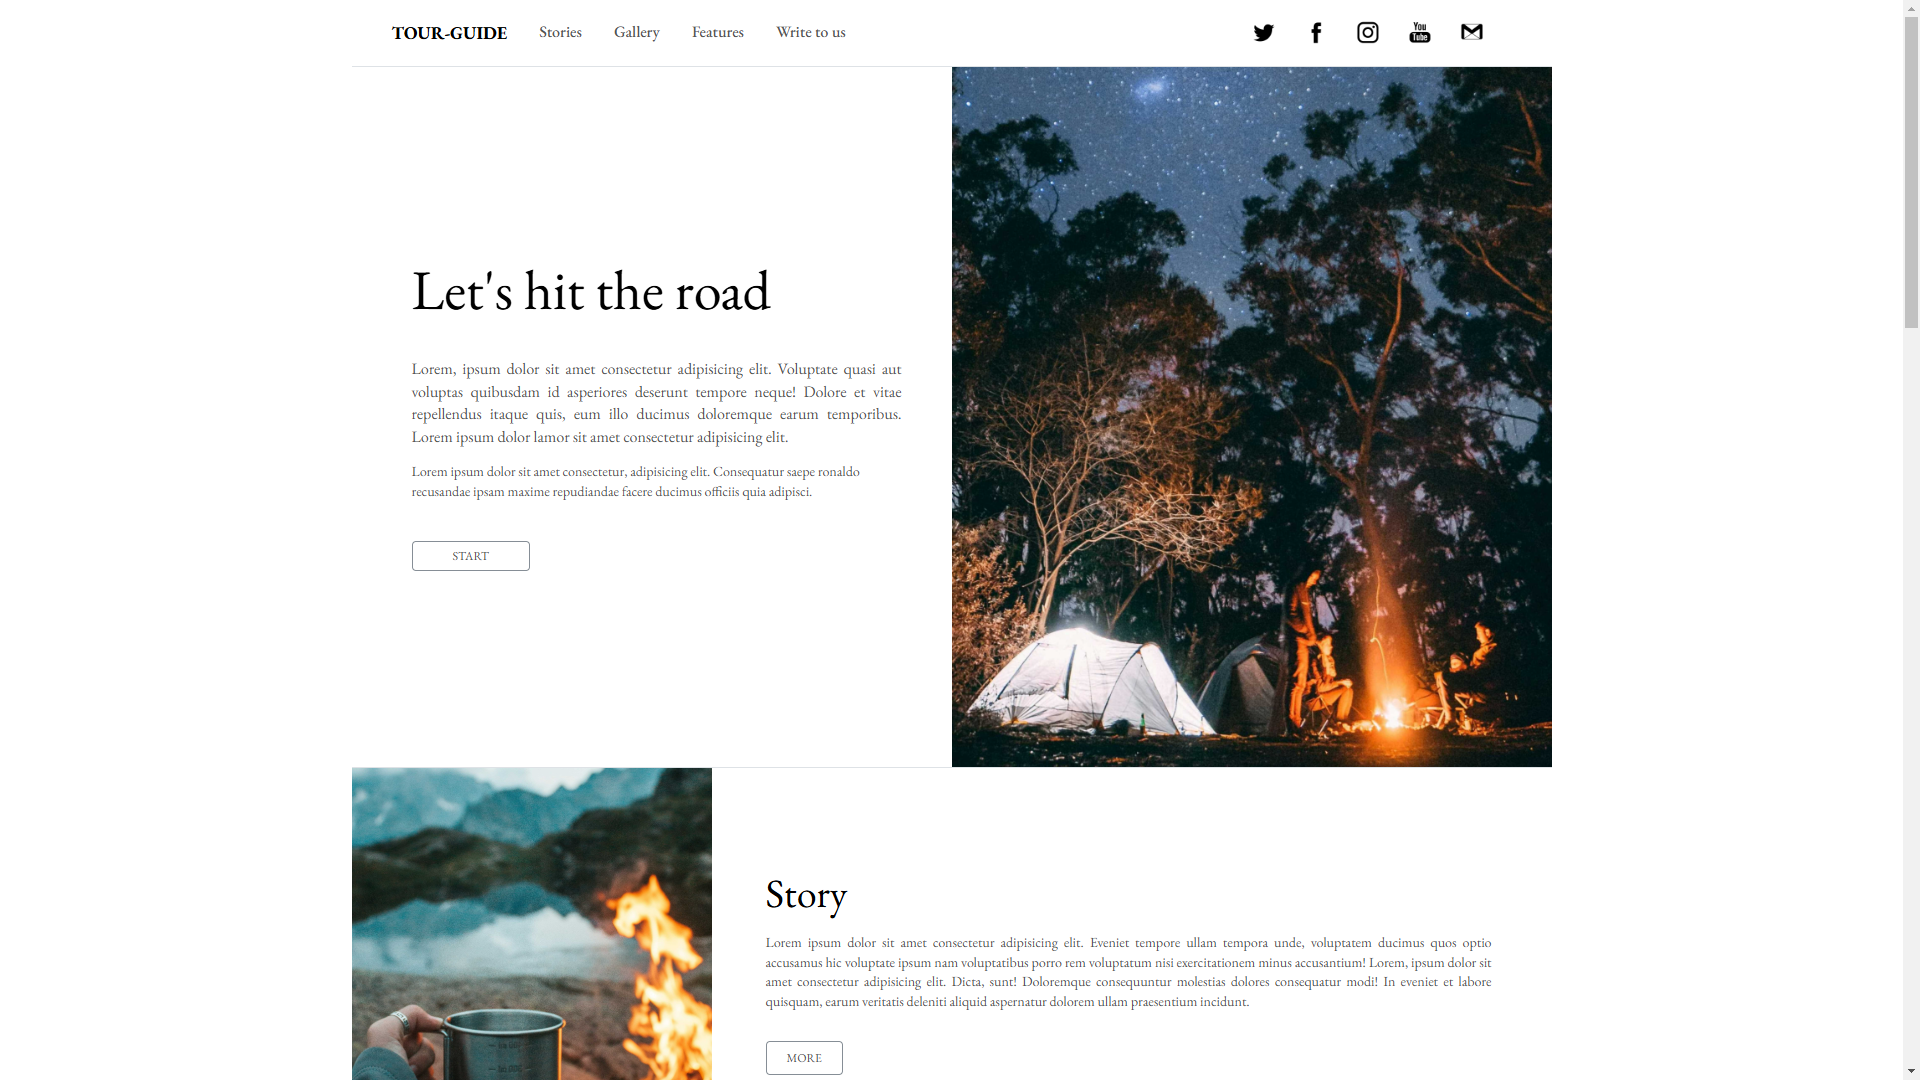 TOUR-GUIDE Stories Gallery Features Write to us
You
Tube
Let's hit the road
Lorem, ipsum dolor sit amet consectetur adipisicing elit. Voluptate quasi aut
voluptas quibusdam id asperiores deserunt tempore neque! Dolore et vitae
repellendus itaque quis, eum illo ducimus doloremque earum temporibus.
Lorem ipsum dolor lamor sit amet consectetur adipisicing elit.
Lorem ipsum dolor sit amet consectetur, adipisicing elit. Consequatur saepe ronaldo
recusandae ipsam maxime repudiandae facere ducimus officiis quia adipisci.
START
Story
Lorem ipsum dolor sit amet consectetur adipisicing elit. Eveniet tempore ullam tempora unde, voluptatem ducimus quos optio
accusamus hic voluptate ipsum nam voluptatibus porro rem voluptatum nisi exercitationem minus accusantium! Lorem, ipsum dolor sit
amet consectetur adipisicing elit. Dicta, sunt! Doloremque consequuntur molestias dolores consequatur modi! In eveniet et labore
quisquam, earum veritatis deleniti aliquid aspernatur dolorem ullam praesentium incidunt.
MORE